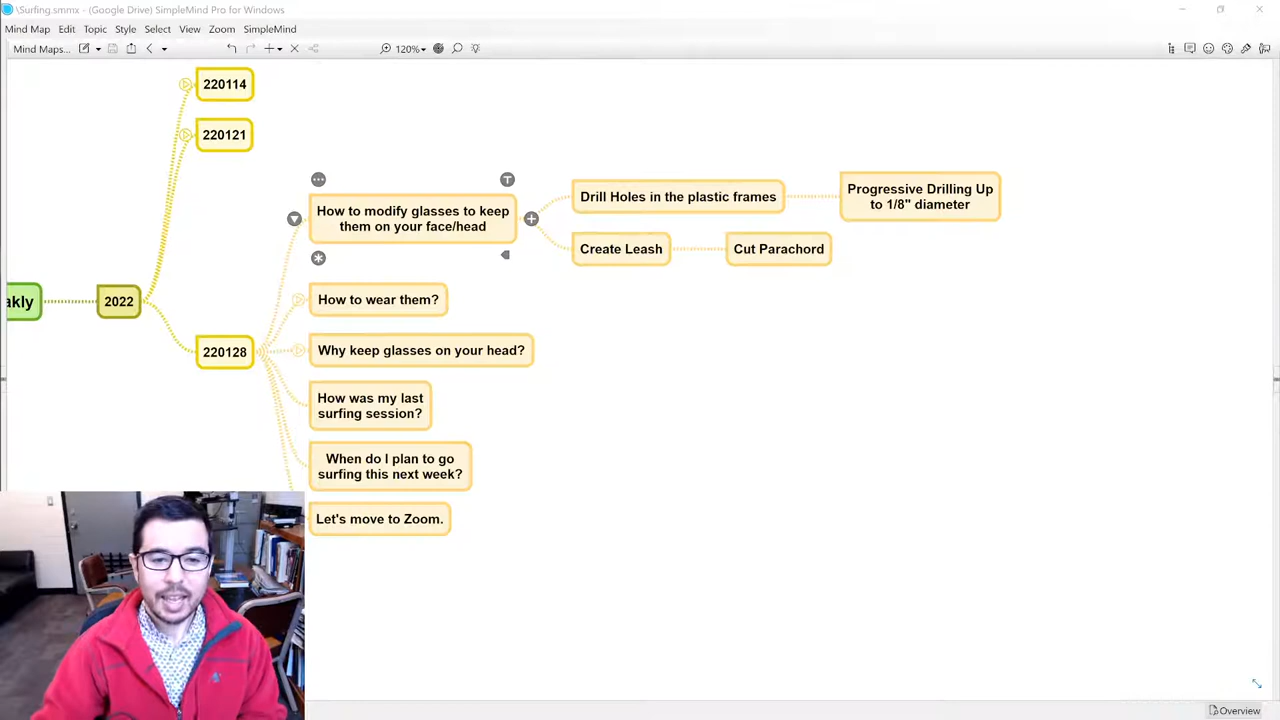 \Surfing.smmx - (Google Drive) SimpleMind Pro for Windows
Mind Map Edit Topic Style Select View Zoom SimpleMind
Mind Maps... 120%
220114
220121
How to modify glasses to keep
them on your face/head
Drill Holes in the plastic frames
Progressive Drilling Up
to 1/8" diameter
Create Leash
Cut Parachord
akly
2022
How to wear them?
220128
Why keep glasses on your head?
How was my last
surfing session?
When do I plan to go
surfing this next week?
Let's move to Zoom.
Overview